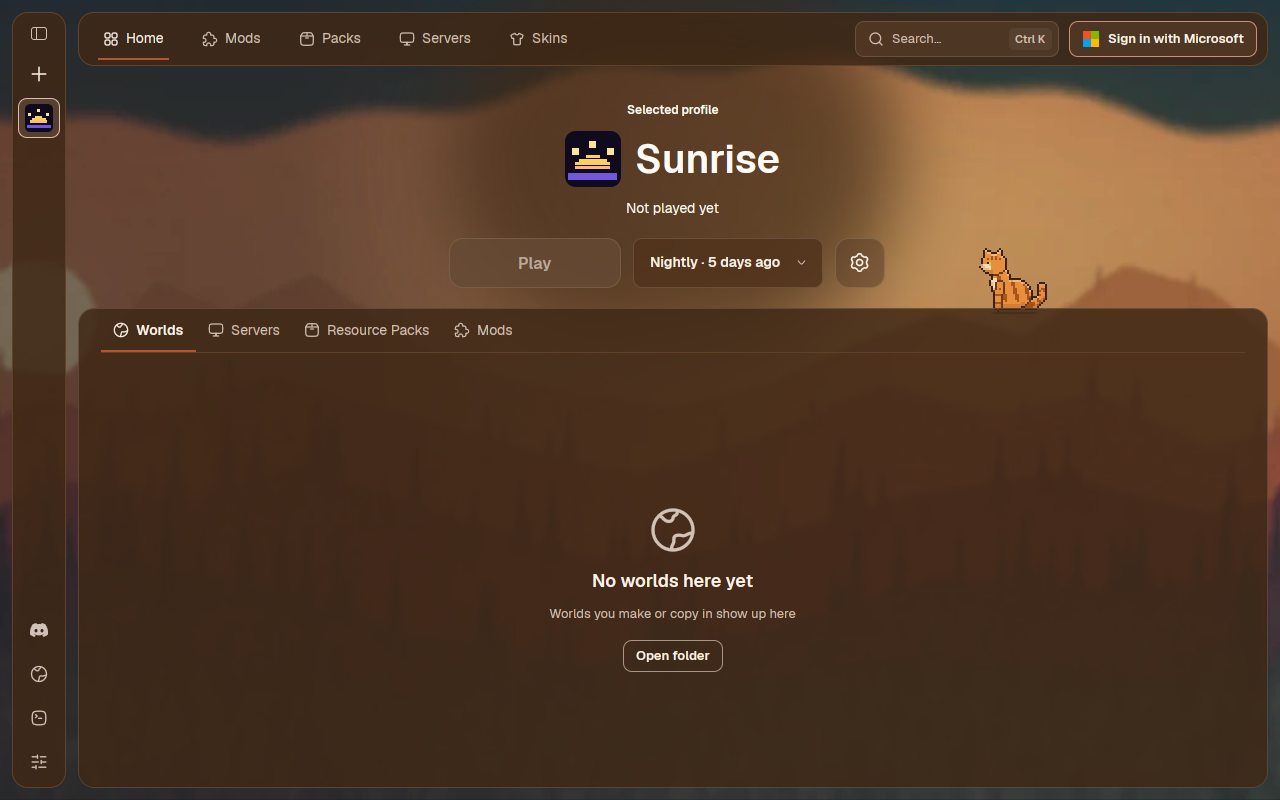 Home
Mods
Packs
Servers
Skins
Search...
Ctrl K
Sign in with Microsoft
Selected profile
Sunrise
Not played yet
Play
Nightly · 5 days ago
Worlds
Servers
Resource Packs
Mods
No worlds here yet
Worlds you make or copy in show up here
Open folder